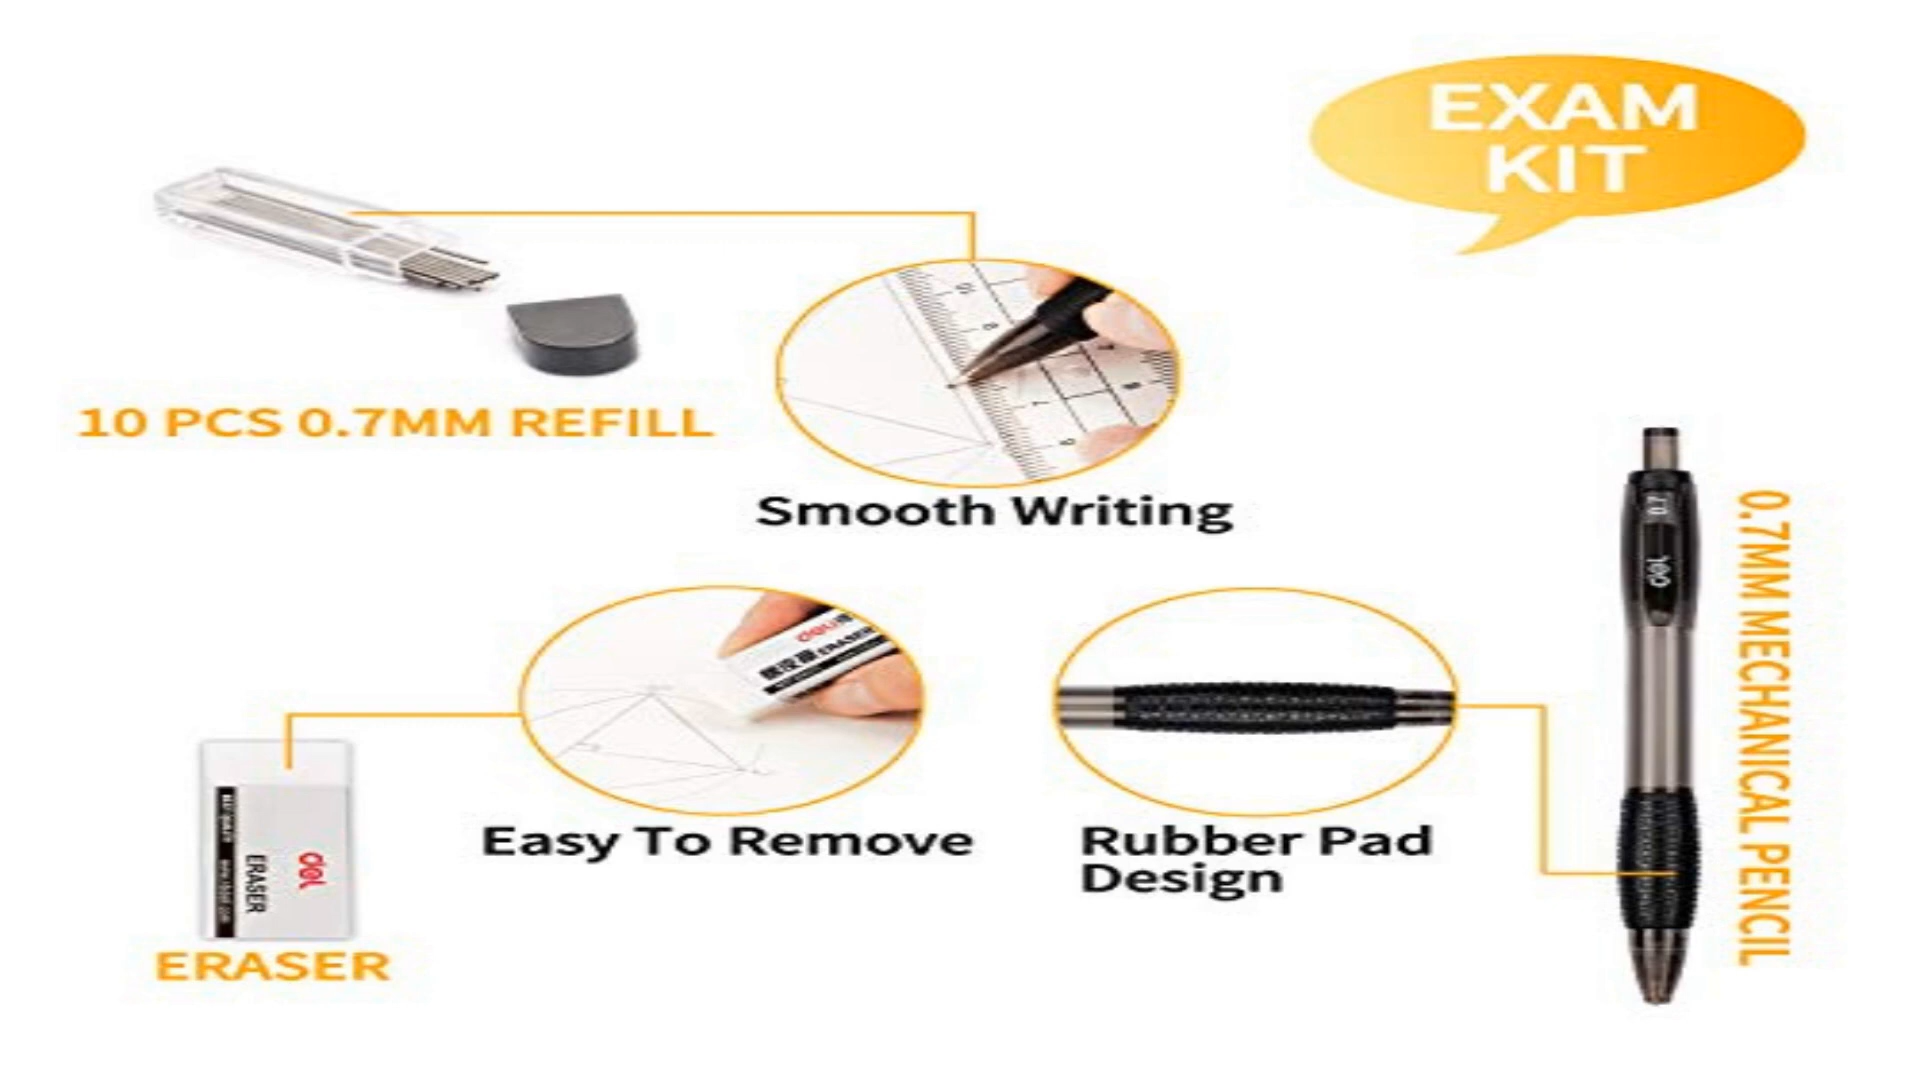 EXAM
KIT
10 PCS 0.7MM REFILL
Smooth Writing
0.7
deli
0.7MM MECHANICAL PENCIL
deli
ERASER
Easy To Remove
Rubber Pad
Design
deli
ERASER
ERASER